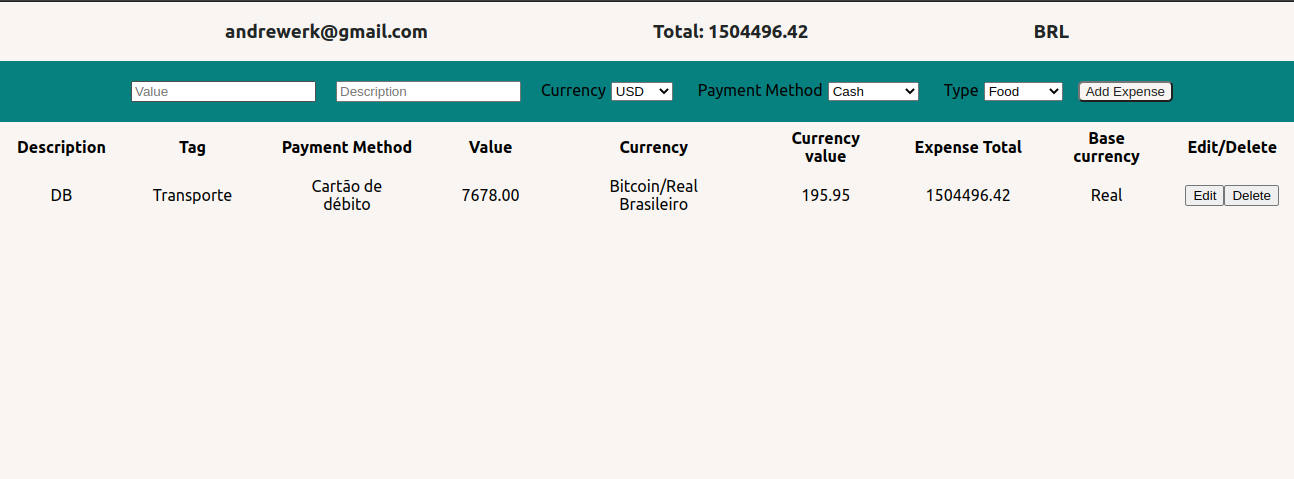 andrewerk@gmail.com Total: 1504496.42 BRL
Value Description Currency USD Payment Method Cash Type Food Add Expense
Description Tag Payment Method Value Currency Currency value Expense Total Base currency Edit/Delete
DB Transporte Cartão de débito 7678.00 Bitcoin/Real Brasileiro 195.95 1504496.42 Real Edit Delete